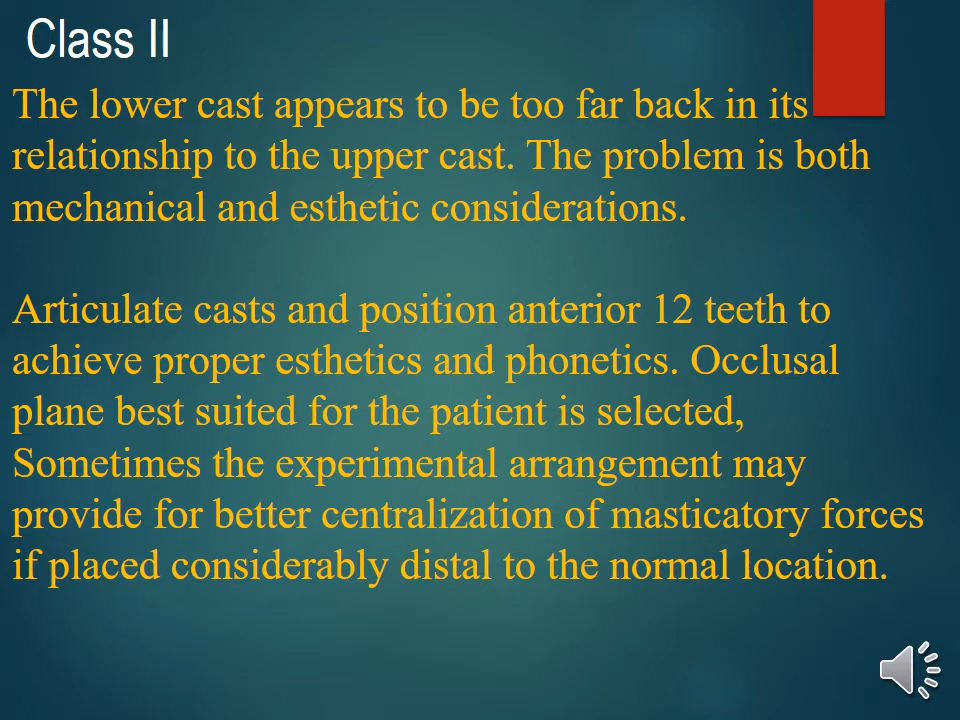 Class II
The lower cast appears to be too far back in its
relationship to the upper cast. The problem is both
mechanical and esthetic considerations.
Articulate casts and position anterior 12 teeth to
achieve proper esthetics and phonetics. Occlusal
plane best suited for the patient is selected,
Sometimes the experimental arrangement may
provide for better centralization of masticatory forces
if placed considerably distal to the normal location.